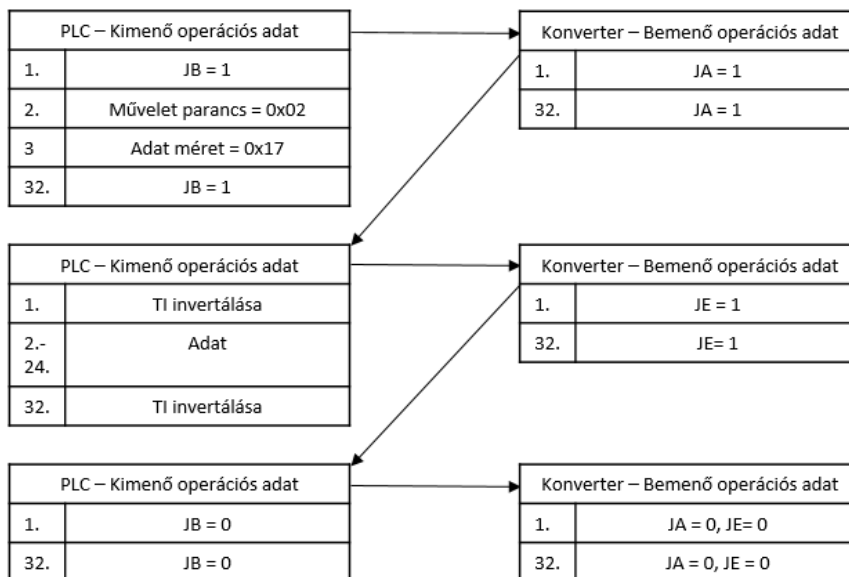 PLC – Kimenő operációs adat
1. JB = 1
2. Művelet parancs = 0x02
3 Adat méret = 0x17
32. JB = 1
Konverter – Bemenő operációs adat
1. JA = 1
32. JA = 1
PLC – Kimenő operációs adat
1. TI invertálása
2.- Adat
24.
32. TI invertálása
Konverter – Bemenő operációs adat
1. JE = 1
32. JE= 1
PLC – Kimenő operációs adat
1. JB = 0
32. JB = 0
Konverter – Bemenő operációs adat
1. JA = 0, JE= 0
32. JA = 0, JE = 0